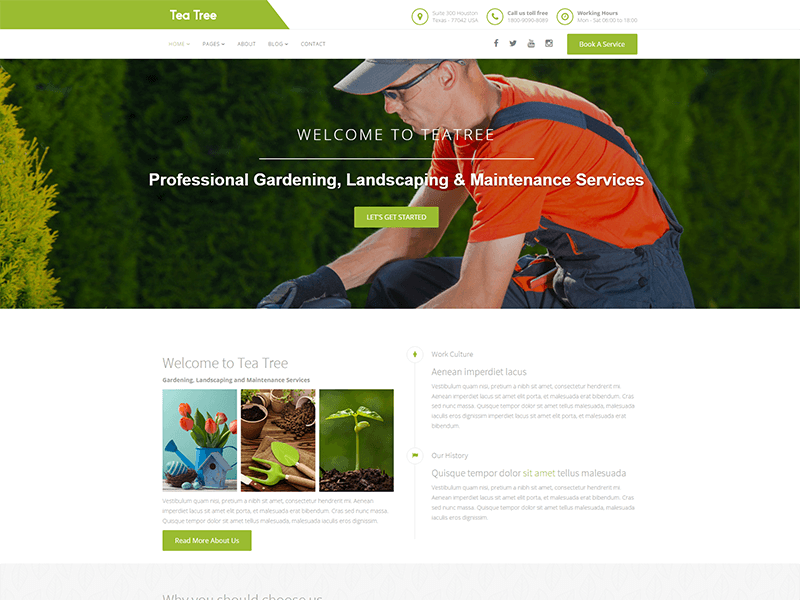 Tea Tree
Suite 300 Houston
Texas - 77042 USA
Call us toll free
1800-9090-8089
Working Hours
Mon - Sat 08:00 to 18:00
HOME
PAGES
ABOUT
BLOG
CONTACT
Book A Service
WELCOME TO TEATREE
Professional Gardening, Landscaping & Maintenance Services
LET'S GET STARTED
Welcome to Tea Tree
Gardening, Landscaping and Maintenance Services
Vestibulum quam nisi, pretium a nibh sit amet, consectetur hendrent mi. Aenean
imperdiet lacus sit amet elit porta, et malesuada erat bibendum. Cras sed nunc massa.
Quisque tempor dolor sit amet tellus malesuada, malesuada iaculis eros dignissim.
Read More About Us
Work Culture
Aenean imperdiet lacus
Vestibulum quam nisi, pretium a nibh sit amet, consectetur hendrent mi.
Aenean imperdiet lacus sit amet elit porta, et malesuada erat bibendum. Cras
sed nunc massa. Quisque tempor dolor sit amet tellus malesuada, malesuada
iaculis eros dignissim imperdiet lacus sit amet elit porta, et malesuada erat
bibendum.
Our History
Quisque tempor dolor sit amet tellus malesuada
Vestibulum quam nisi, pretium a nibh sit amet, consectetur hendrent mi.
Aenean imperdiet lacus sit amet elit porta, et malesuada erat bibendum. Cras
sed nunc massa. Quisque tempor dolor sit amet tellus malesuada, malesuada
iaculis eros dignissim.
Why you should choose us